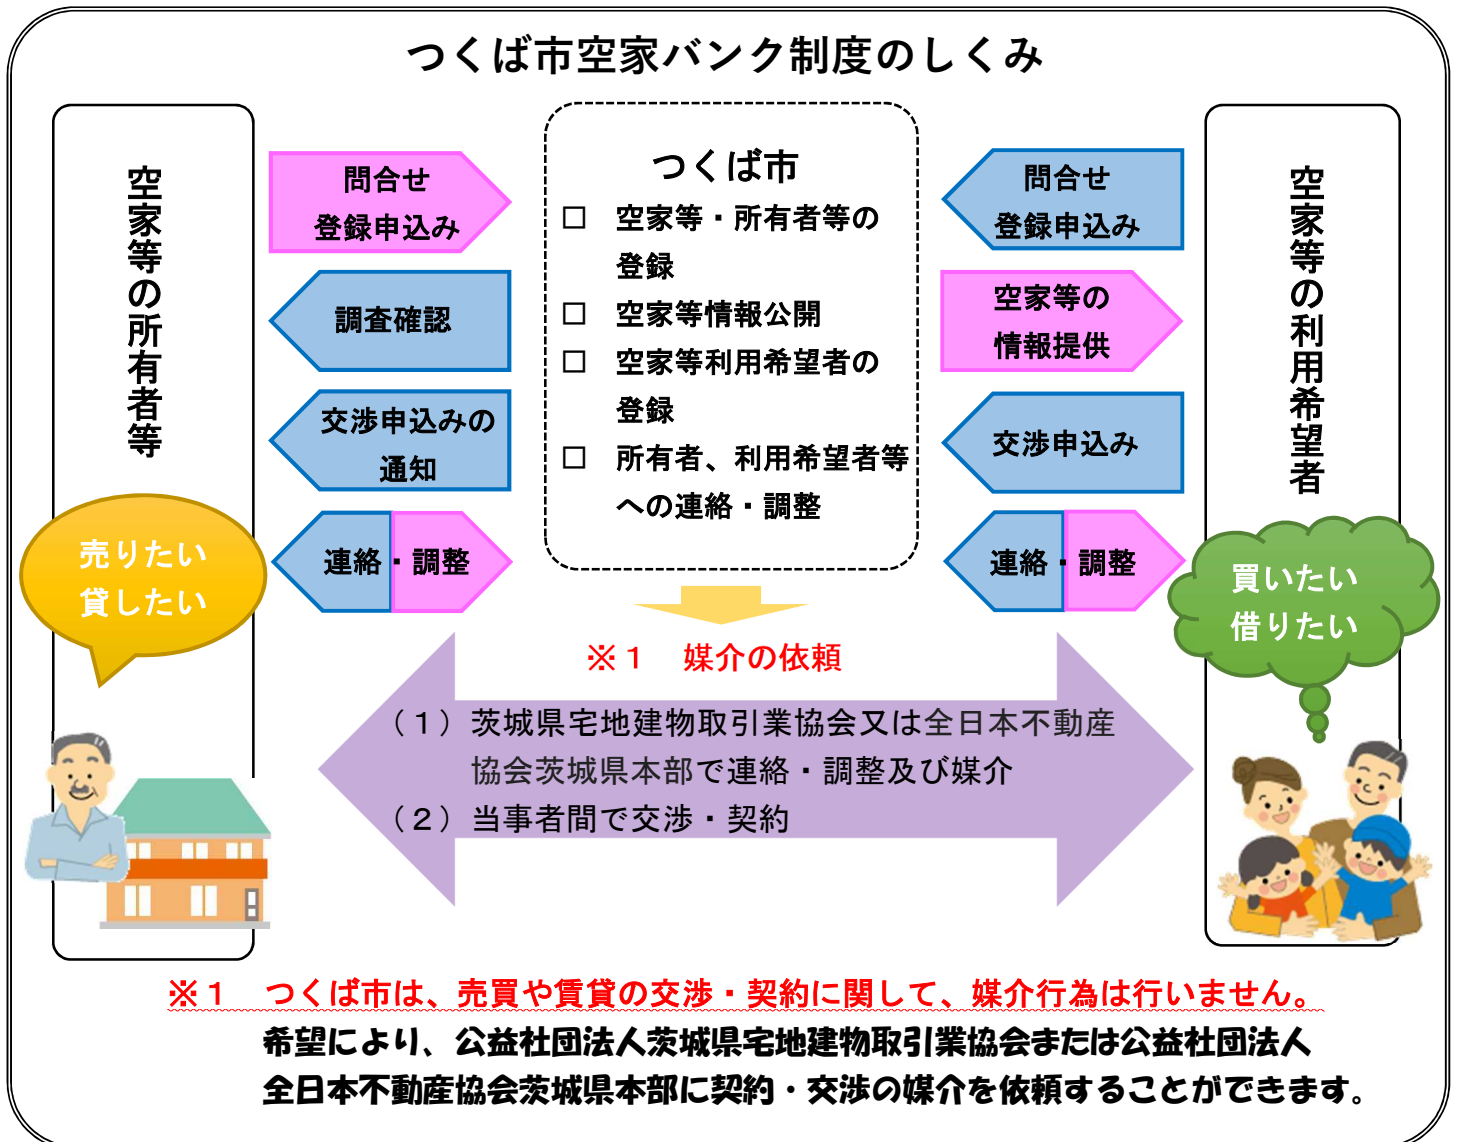 つくば市空家バンク制度のしくみ
空家等の所有者等
問合せ
登録申込み
調査確認
交渉申込みの
通知
連絡・調整
売りたい
貸したい
つくば市
□ 空家等・所有者等の
登録
□ 空家等情報公開
□ 空家等利用希望者の
登録
□ 所有者、利用希望者等
への連絡・調整
問合せ
登録申込み
空家等の
情報提供
交渉申込み
連絡・調整
空家等の利用希望者
買いたい
借りたい
※１ 媒介の依頼
（１）茨城県宅地建物取引業協会又は全日本不動産
協会茨城県本部で連絡・調整及び媒介
（２）当事者間で交渉・契約
※１ つくば市は、売買や賃貸の交渉・契約に関して、媒介行為は行いません。
希望により、公益社団法人茨城県宅地建物取引業協会または公益社団法人
全日本不動産協会茨城県本部に契約・交渉の媒介を依頼することができます。